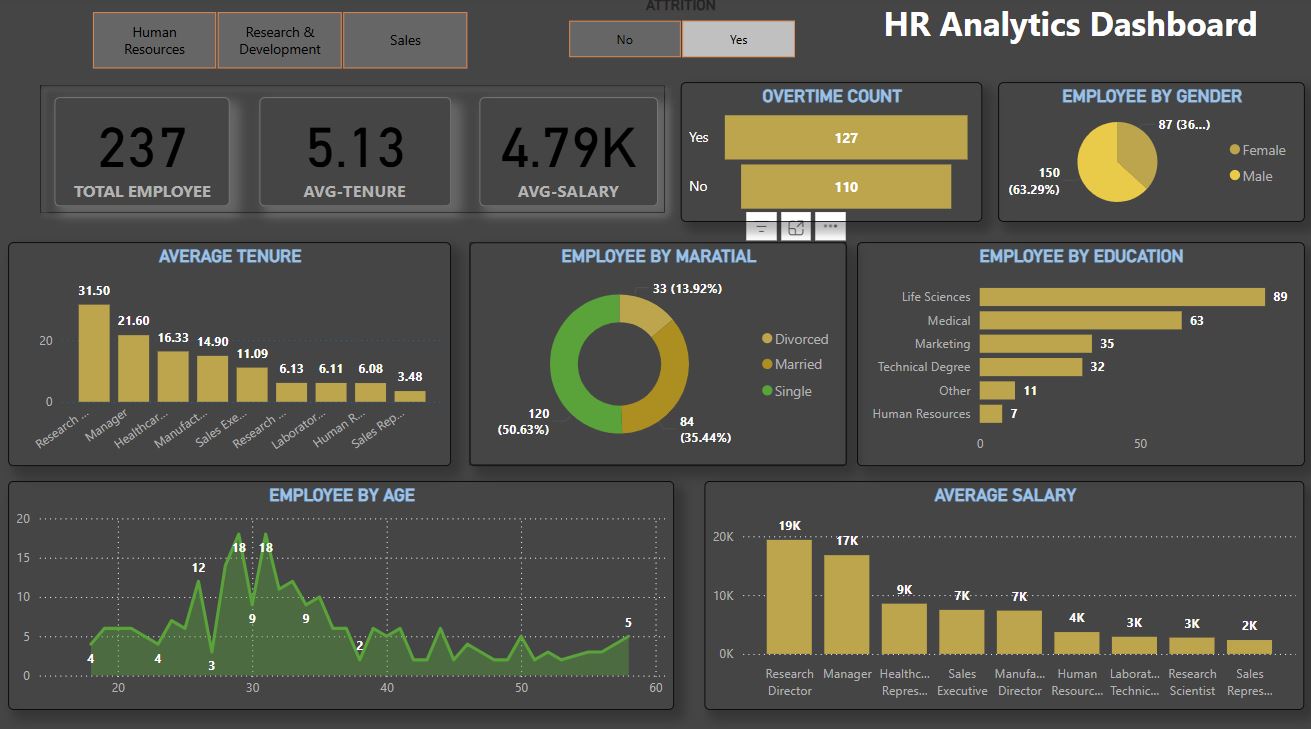 ATTRITION
Human
Resources
Research &
Development
Sales
No
Yes
HR Analytics Dashboard
237
TOTAL EMPLOYEE
5.13
AVG-TENURE
4.79K
AVG-SALARY
OVERTIME COUNT
Yes
127
No
110
EMPLOYEE BY GENDER
87 (36...)
150
(63.29%)
Female
Male
AVERAGE TENURE
31.50
21.60
16.33
14.90
11.09
6.13
6.11
6.08
3.48
20
0
Research ...
Manager
Healthcar...
Manufact...
Sales Exe...
Research ...
Laborator...
Human R...
Sales Rep...
EMPLOYEE BY MARATIAL
33 (13.92%)
84
(35.44%)
120
(50.63%)
Divorced
Married
Single
EMPLOYEE BY EDUCATION
Life Sciences 89
Medical 63
Marketing 35
Technical Degree 32
Other 11
Human Resources 7
0 50
EMPLOYEE BY AGE
20
15
10
5
0
4
4
12
3
18
9
18
9
2
5
20 30 40 50 60
AVERAGE SALARY
20K
10K
0K
19K
17K
9K
7K
7K
4K
3K
3K
2K
Research
Director
Manager
Healthc...
Repres...
Sales
Executive
Manufa...
Director
Human
Resourc...
Laborat...
Technic...
Research
Scientist
Sales
Repres...